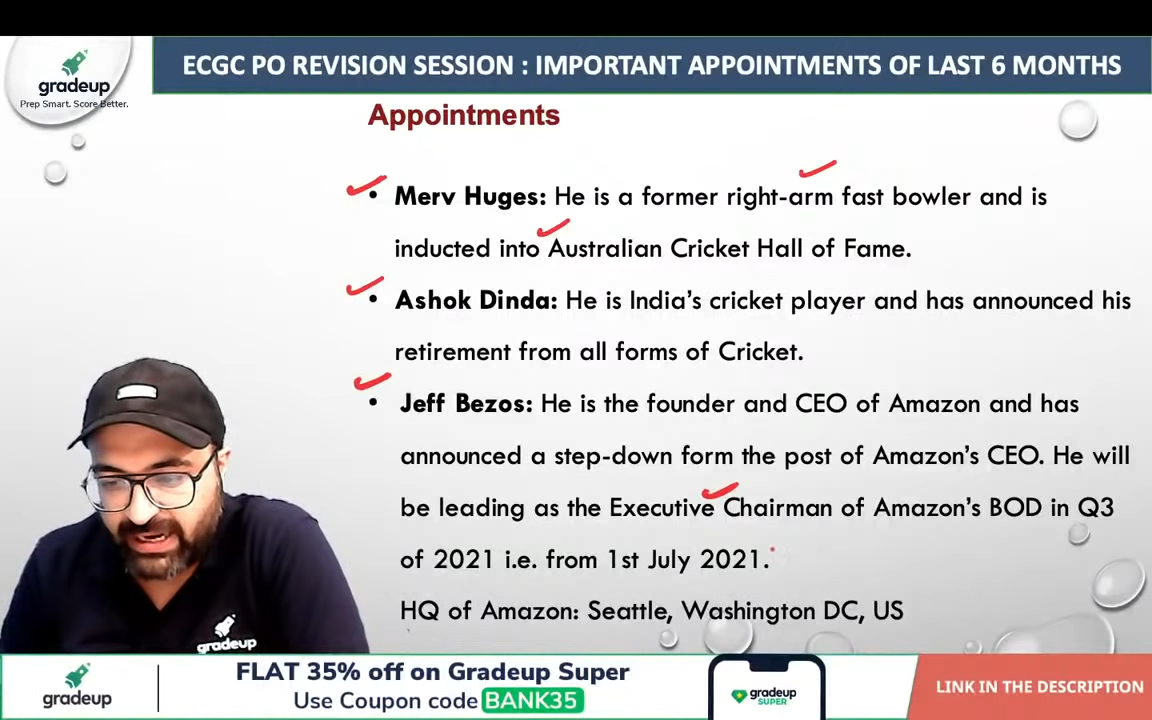 gradeup
Prep Smart. Score Better.
ECGC PO REVISION SESSION : IMPORTANT APPOINTMENTS OF LAST 6 MONTHS
Appointments
• Merv Huges: He is a former right-arm fast bowler and is
inducted into Australian Cricket Hall of Fame.
• Ashok Dinda: He is India's cricket player and has announced his
retirement from all forms of Cricket.
• Jeff Bezos: He is the founder and CEO of Amazon and has
announced a step-down form the post of Amazon's CEO. He will
be leading as the Executive Chairman of Amazon's BOD in Q3
of 2021 i.e. from 1st July 2021.
HQ of Amazon: Seattle, Washington DC, US
gradeup
gradeup
FLAT 35% off on Gradeup Super
Use Coupon code BANK35
gradeup
SUPER
LINK IN THE DESCRIPTION